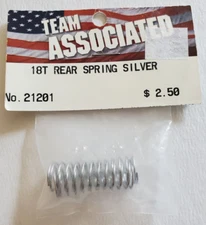 TEAM
ASSOCIATED
18T REAR SPRING SILVER
No. 21201 $ 2.50